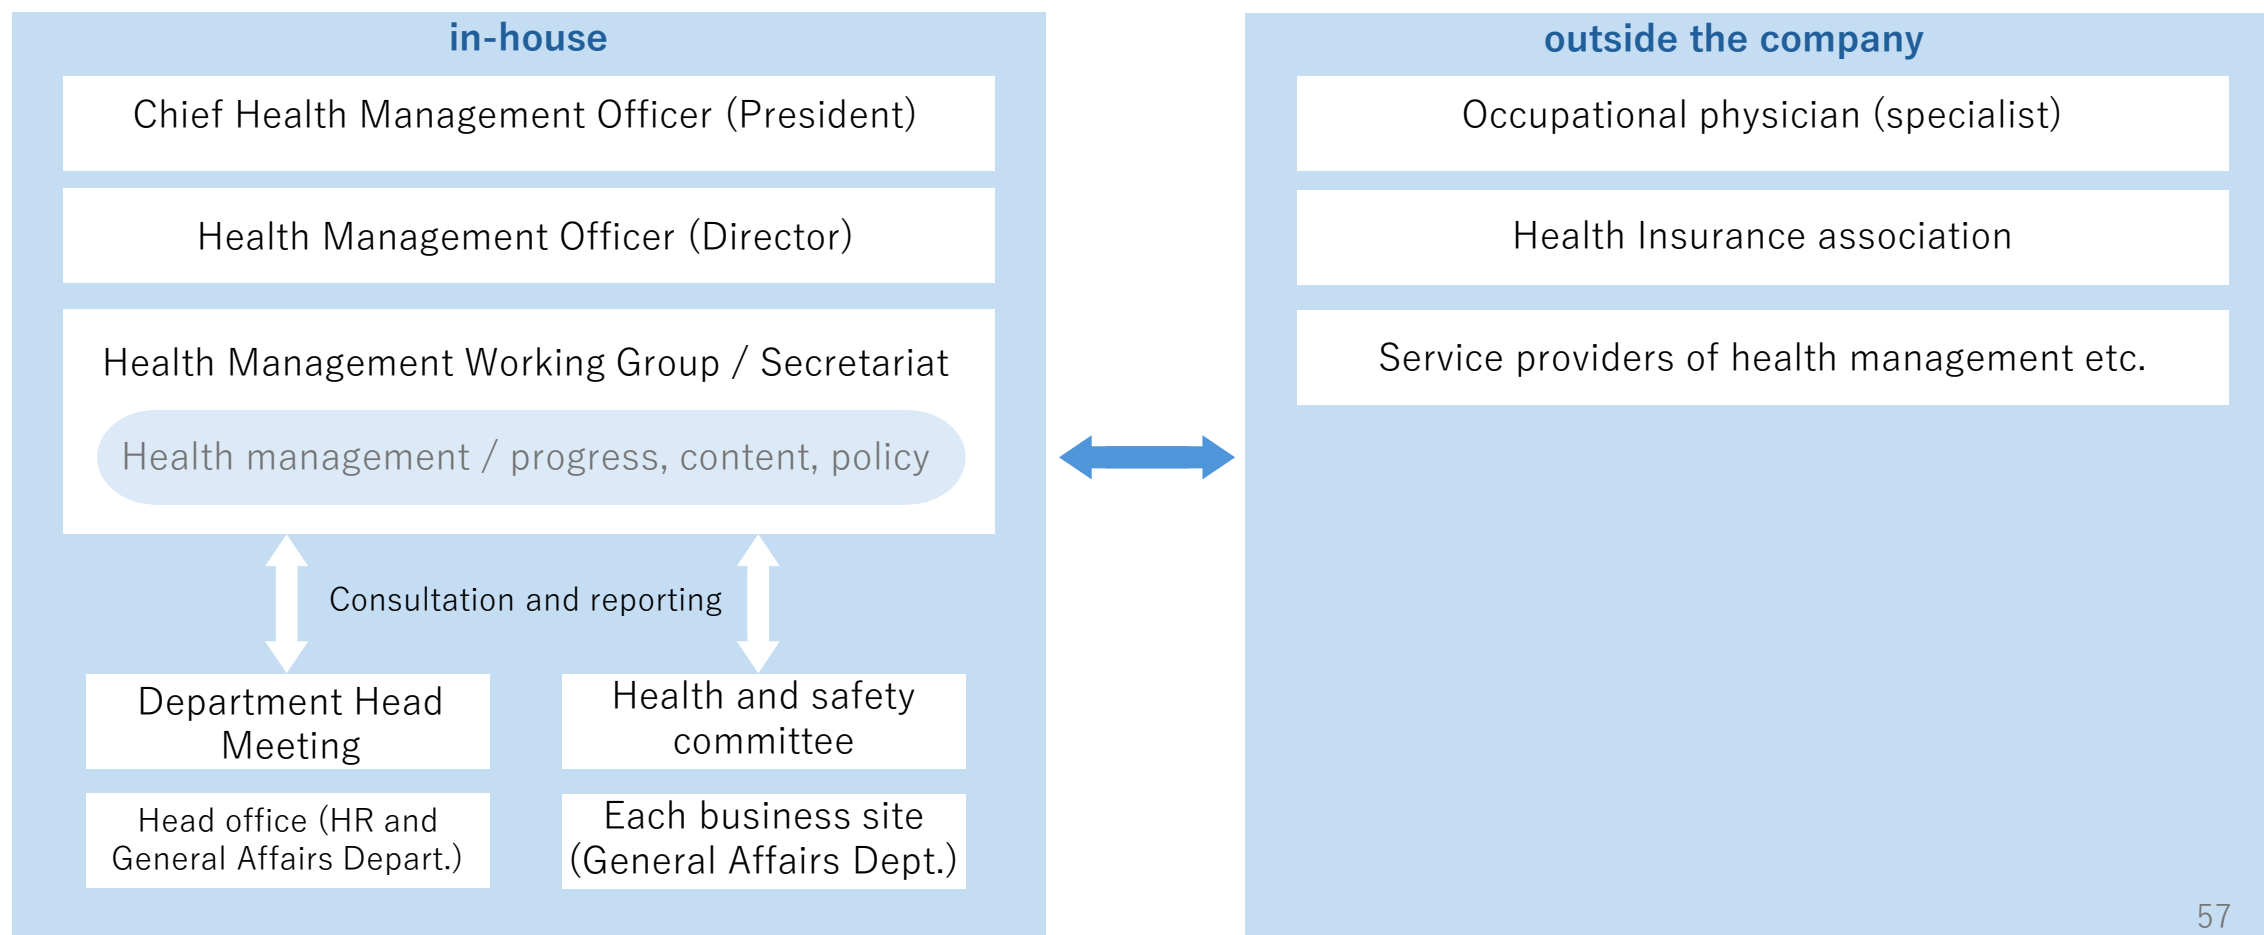 in-house
Chief Health Management Officer (President)
Health Management Officer (Director)
Health Management Working Group / Secretariat
Health management / progress, content, policy
Consultation and reporting
Department Head
Meeting
Health and safety
committee
Head office (HR and
General Affairs Depart.)
Each business site
(General Affairs Dept.)
outside the company
Occupational physician (specialist)
Health Insurance association
Service providers of health management etc.
57